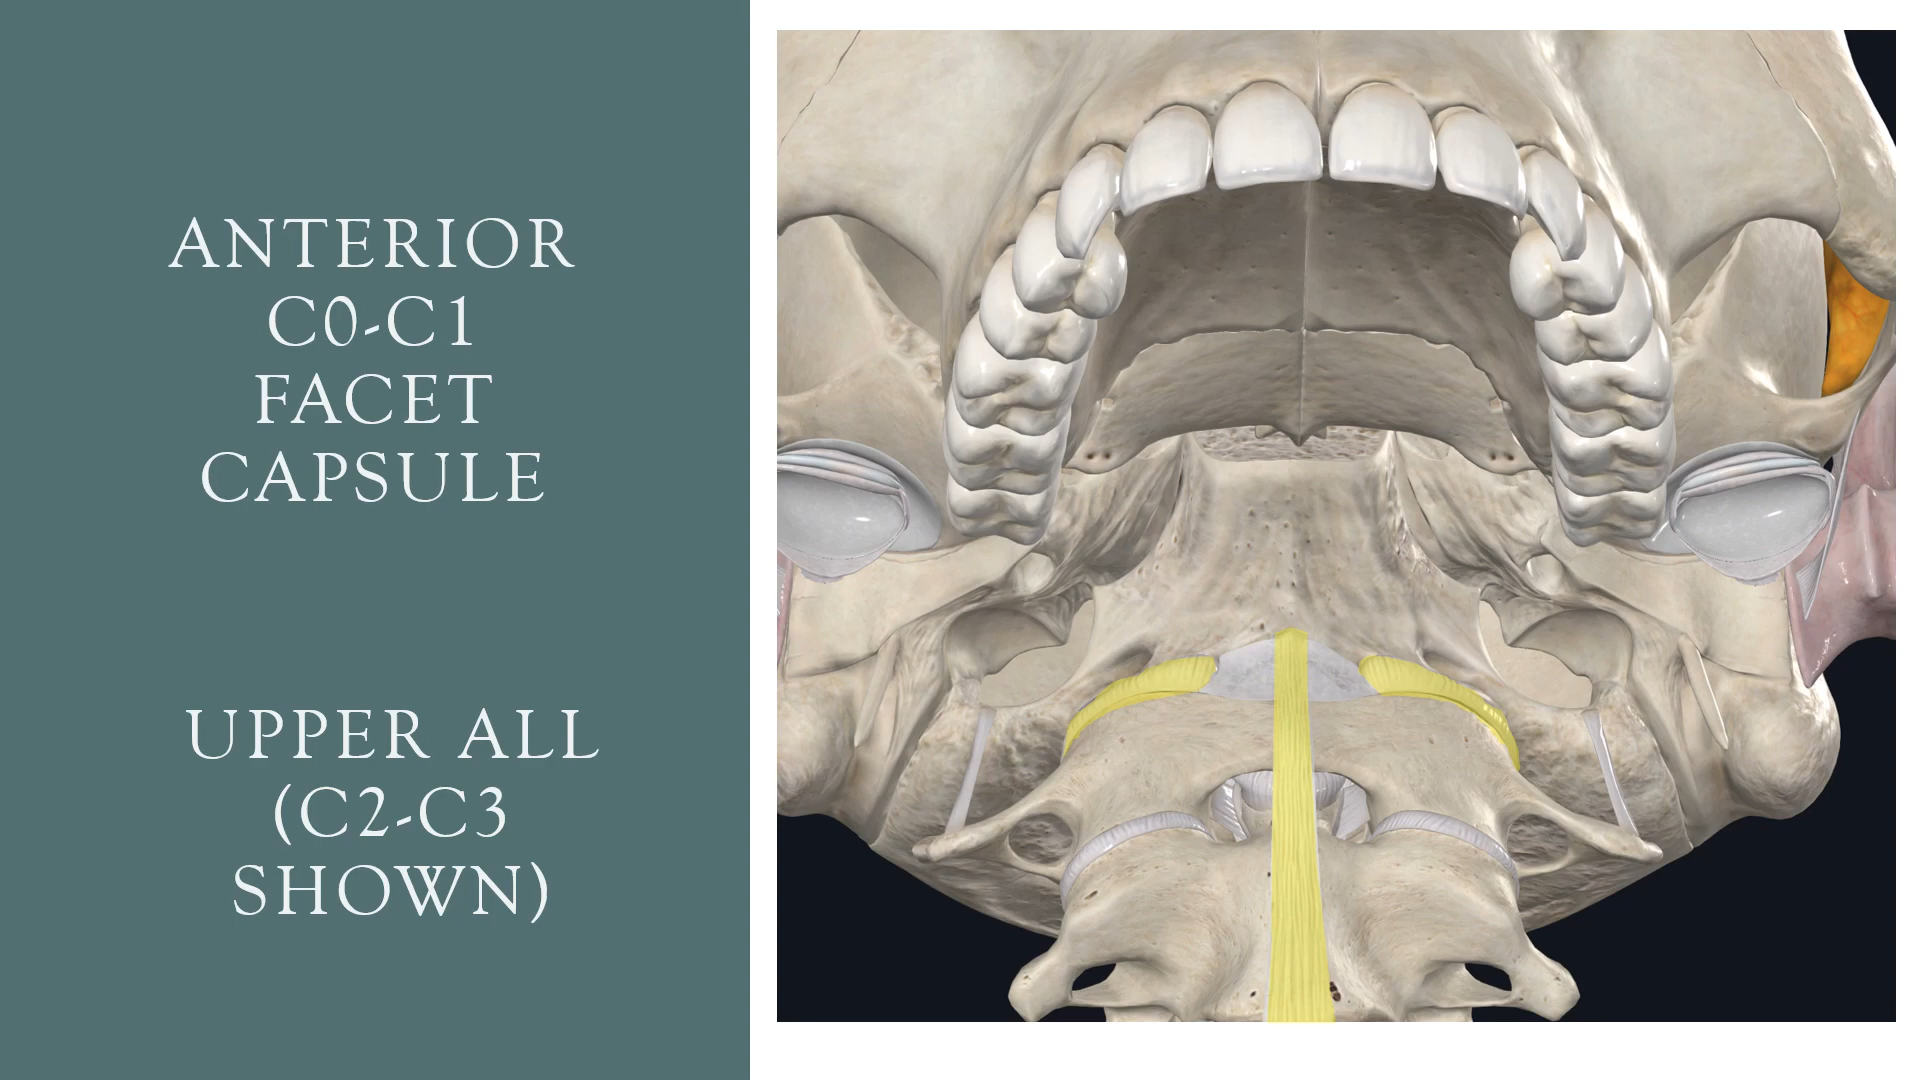 ANTERIOR
C0-C1
FACET
CAPSULE
UPPER ALL
(C2-C3
SHOWN)